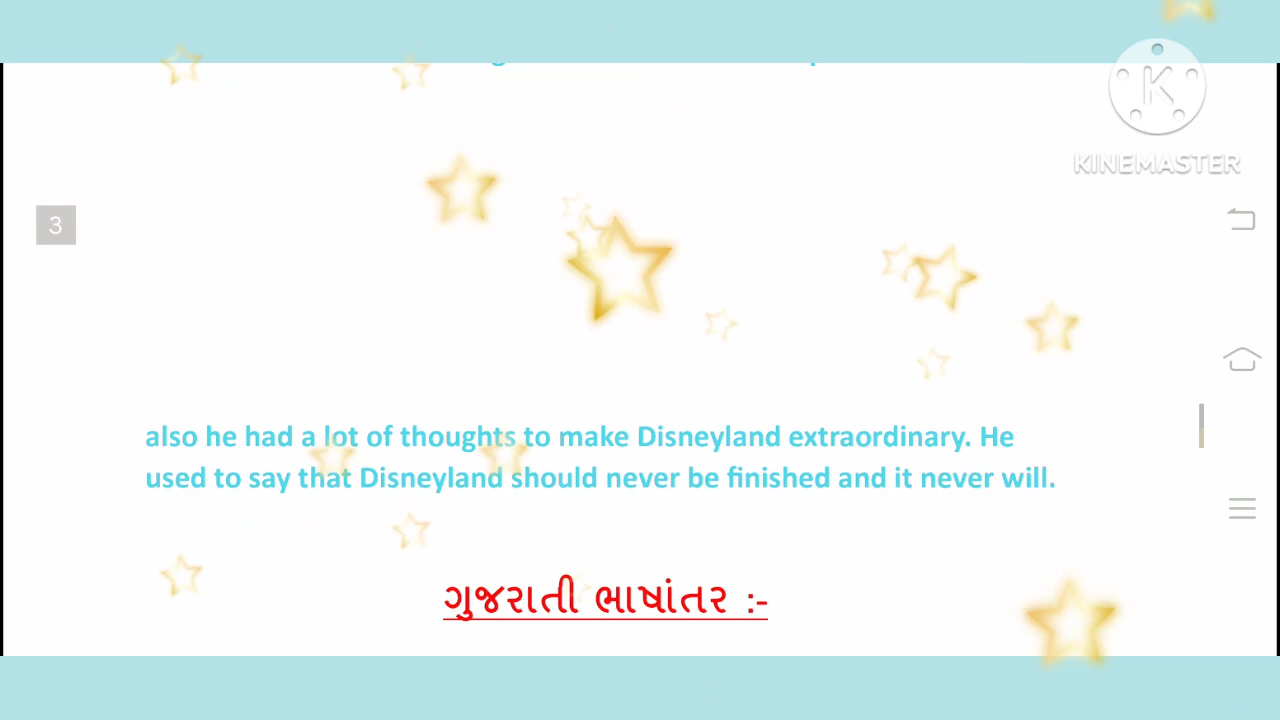 KINEMASTER
3
also he had a lot of thoughts to make Disneyland extraordinary. He
used to say that Disneyland should never be finished and it never will.
ગુજરાતી ભાષાંતર :-